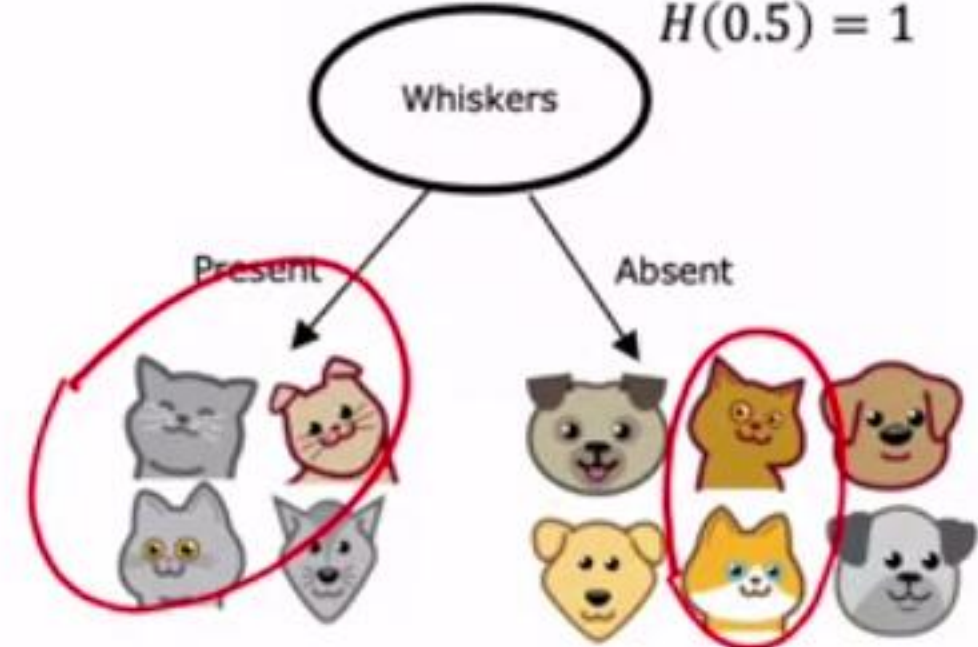 H(0.5) = 1
Whiskers
Present
Absent